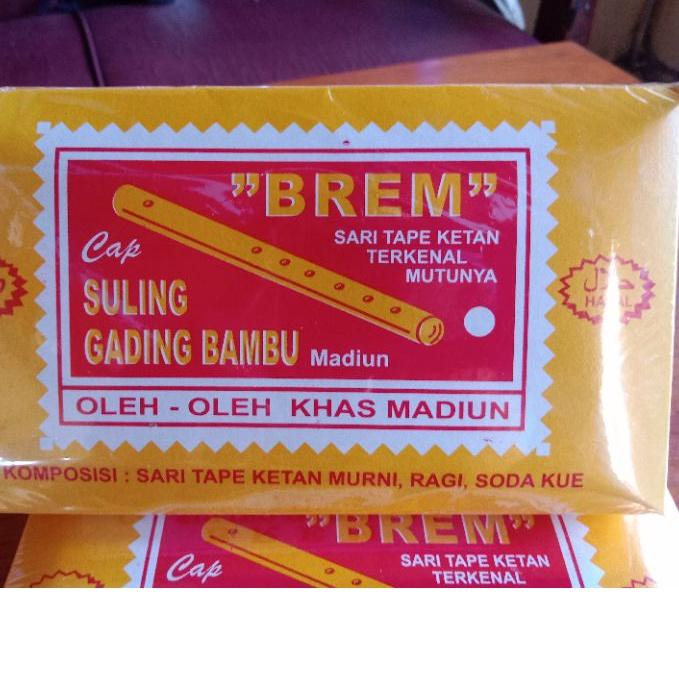 "BREM"
SARI TAPE KETAN
TERKENAL
MUTUNYA
Cap
SULING
GADING BAMBU Madiun
OLEH - OLEH KHAS MADIUN
حلال
HALAL
KOMPOSISI : SARI TAPE KETAN MURNI, RAGI, SODA KUE
"BREM"
Cap
SARI TAPE KETAN
TERKENAL